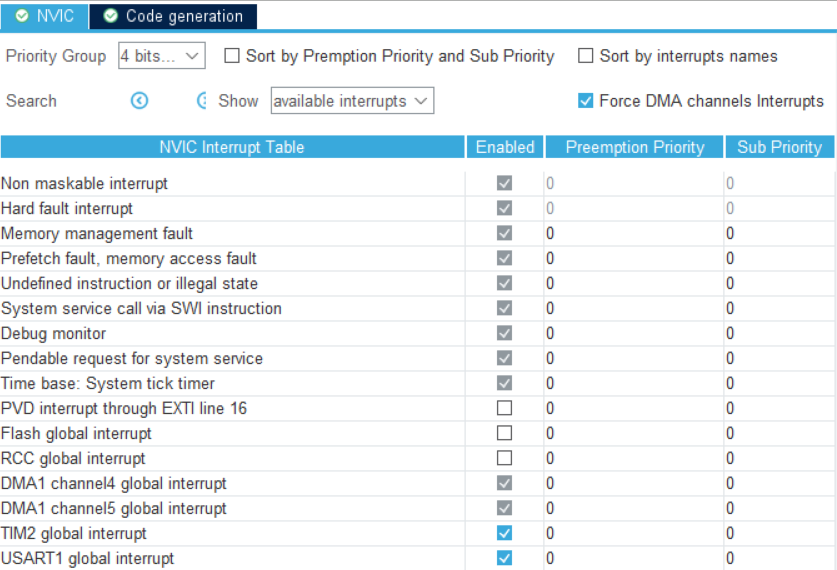 NVIC Code generation
Priority Group 4 bits... Sort by Premption Priority and Sub Priority Sort by interrupts names
Search Show available interrupts Force DMA channels Interrupts
NVIC Interrupt Table Enabled Preemption Priority Sub Priority
Non maskable interrupt 0 0
Hard fault interrupt 0 0
Memory management fault 0 0
Prefetch fault, memory access fault 0 0
Undefined instruction or illegal state 0 0
System service call via SWI instruction 0 0
Debug monitor 0 0
Pendable request for system service 0 0
Time base: System tick timer 0 0
PVD interrupt through EXTI line 16 0 0
Flash global interrupt 0 0
RCC global interrupt 0 0
DMA1 channel4 global interrupt 0 0
DMA1 channel5 global interrupt 0 0
TIM2 global interrupt 0 0
USART1 global interrupt 0 0